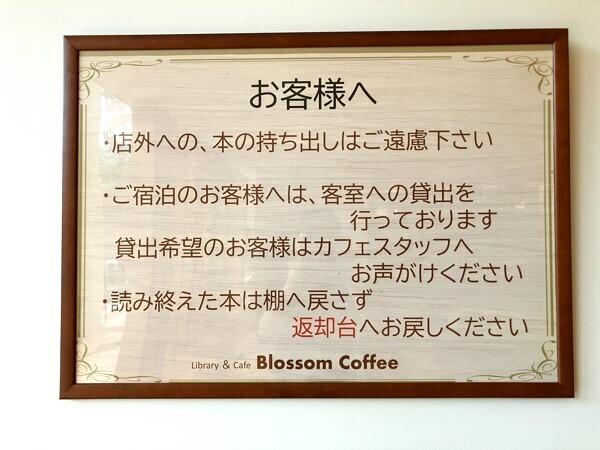 お客様へ
・店外への、本の持ち出しはご遠慮下さい
・ご宿泊のお客様へは、客室への貸出を
行っております
貸出希望のお客様はカフェスタッフへ
お声がけください
・読み終えた本は棚へ戻さず
返却台へお戻しください
Library & Cafe Blossom Coffee